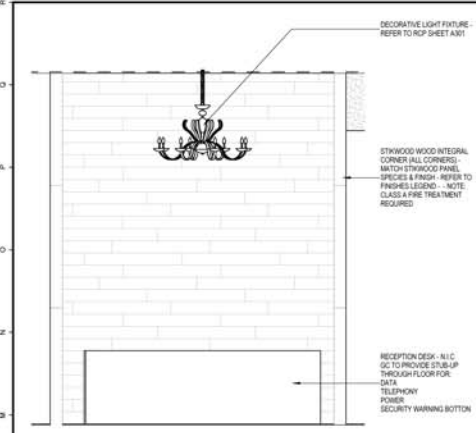 DECORATIVE LIGHT FIXTURE -
REFER TO RCP SHEET A301
STIKWOOD WOOD INTEGRAL
CORNER (ALL CORNERS) -
MATCH STIKWOOD PANEL
SPECIES & FINISH - REFER TO
FINISHES LEGEND - - NOTE:
CLASS A FIRE TREATMENT
REQUIRED
RECEPTION DESK - N.I.C
GC TO PROVIDE STUB-UP
THROUGH FLOOR FOR:
DATA
TELEPHONY
POWER
SECURITY WARNING BOTTON
R
Q
P
O
N
M